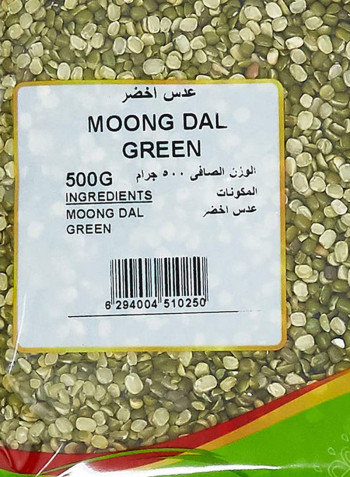 عدس اخضر
MOONG DAL
GREEN
500G الوزن الصافى ٥٠٠ جرام
INGREDIENTS المكونات
MOONG DAL عدس اخضر
GREEN
6 294004 510250